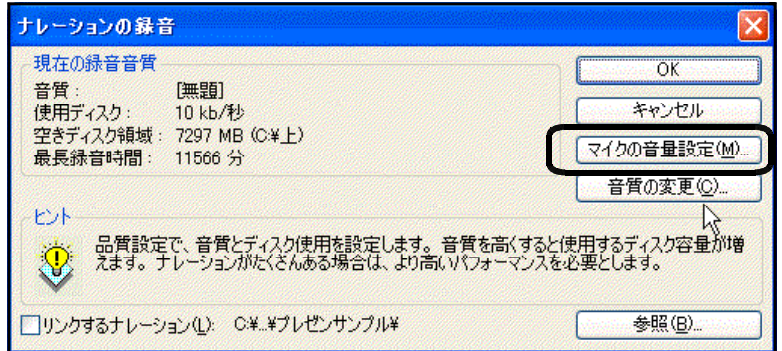 ナレーションの録音
現在の録音音質
音質: [無題]
使用ディスク: 10 kb/秒
空きディスク領域: 7297 MB (C:¥上)
最長録音時間: 11566 分
OK
キャンセル
マイクの音量設定(M)...
音質の変更(C)...
ヒント
品質設定で、音質とディスク使用を設定します。音質を高くすると使用するディスク容量が増
えます。ナレーションがたくさんある場合は、より高いパフォーマンスを必要とします。
リンクするナレーション(L): C:¥...¥プレゼンサンプル¥
参照(B)...